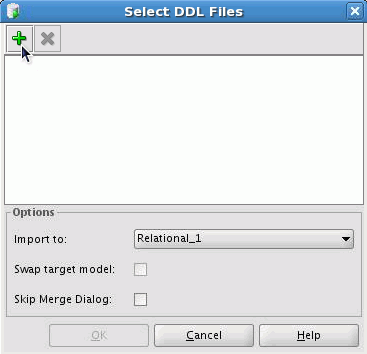 Select DDL Files
Options
Import to: Relational_1
Swap target model:
Skip Merge Dialog:
OK Cancel Help